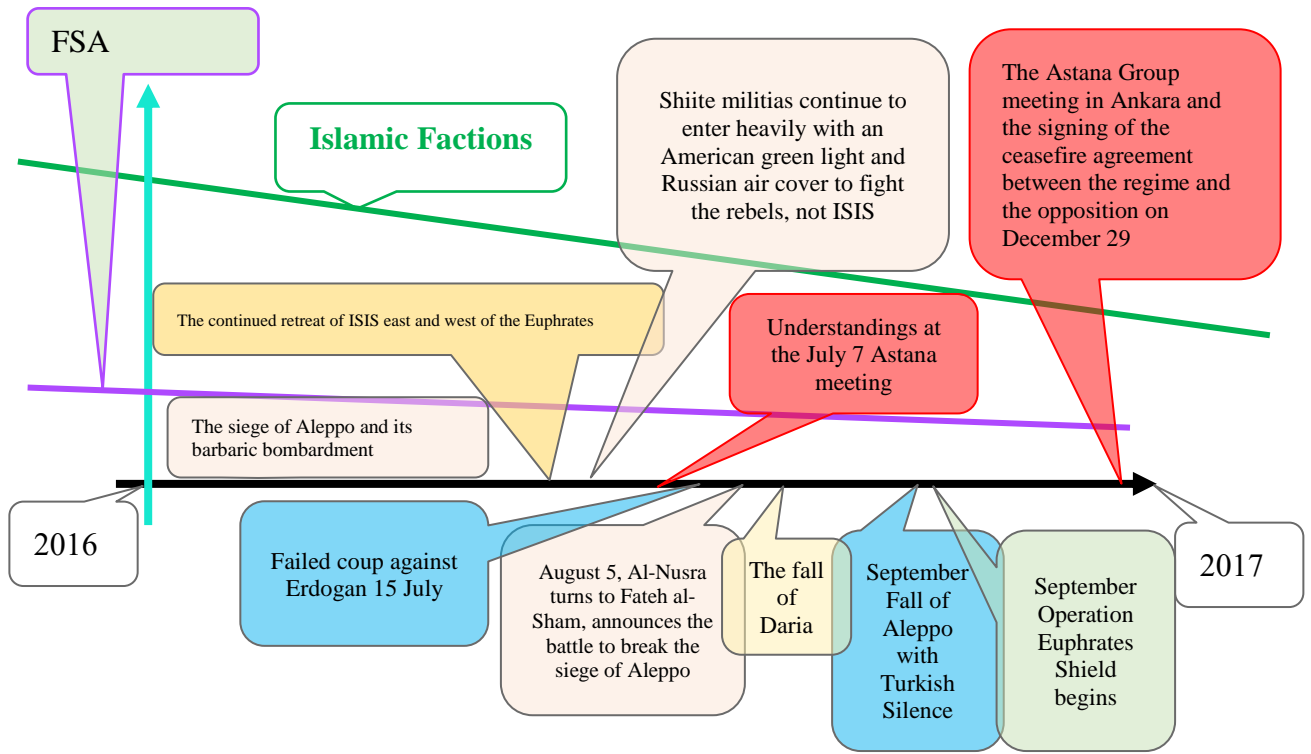 FSA
Islamic Factions
Shiite militias continue to
enter heavily with an
American green light and
Russian air cover to fight
the rebels, not ISIS
The Astana Group
meeting in Ankara and
the signing of the
ceasefire agreement
between the regime and
the opposition on
December 29
The continued retreat of ISIS east and west of the Euphrates
Understandings at
the July 7 Astana
meeting
The siege of Aleppo and its
barbaric bombardment
2016
Failed coup against
Erdogan 15 July
August 5, Al-Nusra
turns to Fateh al-
Sham, announces the
battle to break the
siege of Aleppo
The fall
of
Daria
September
Fall of
Aleppo
with
Turkish
Silence
September
Operation
Euphrates
Shield
begins
2017